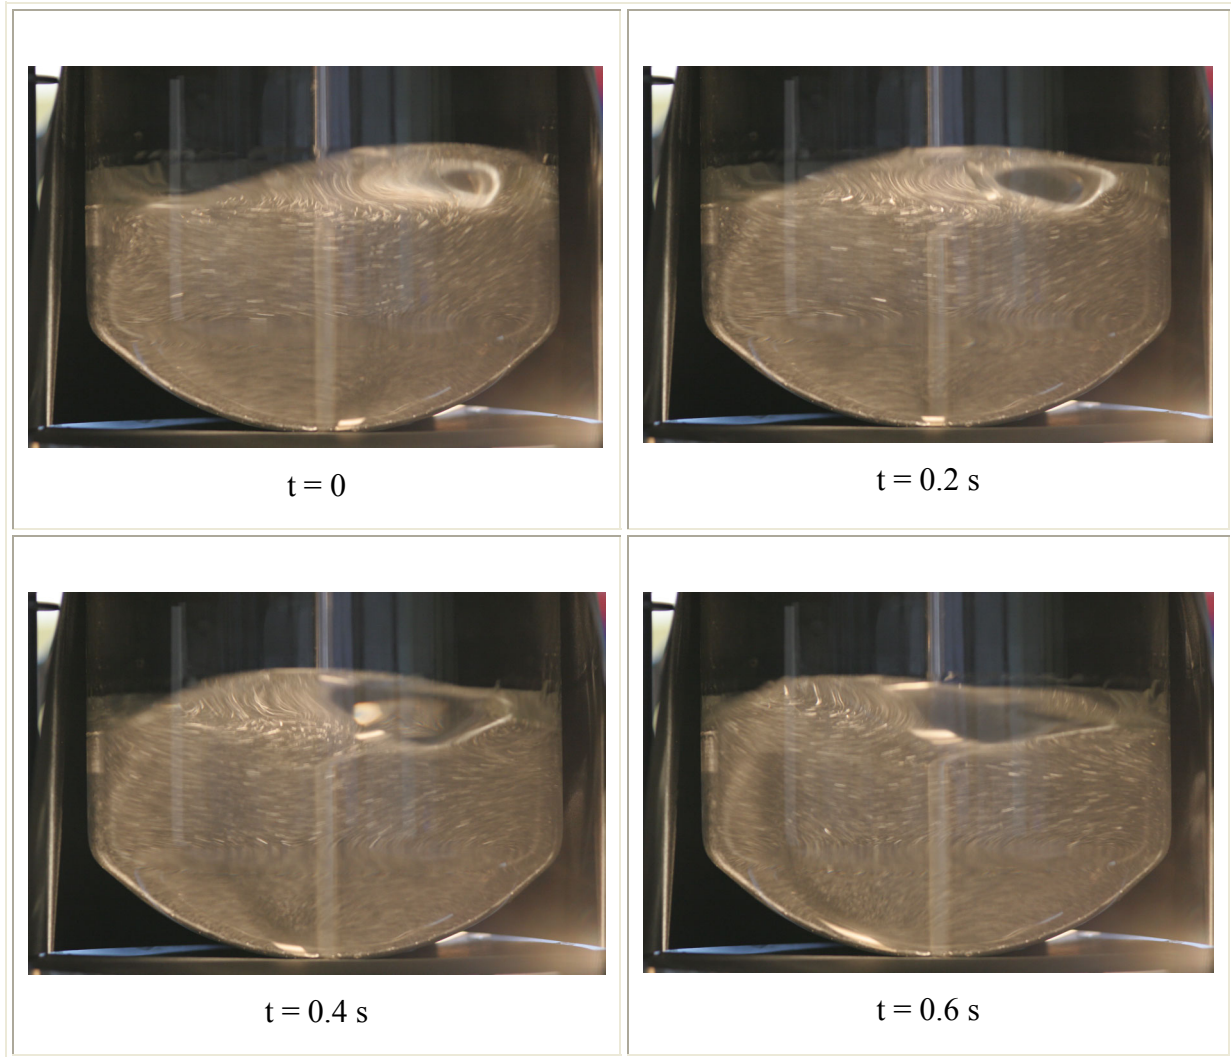 t = 0
t = 0.2 s
t = 0.4 s
t = 0.6 s